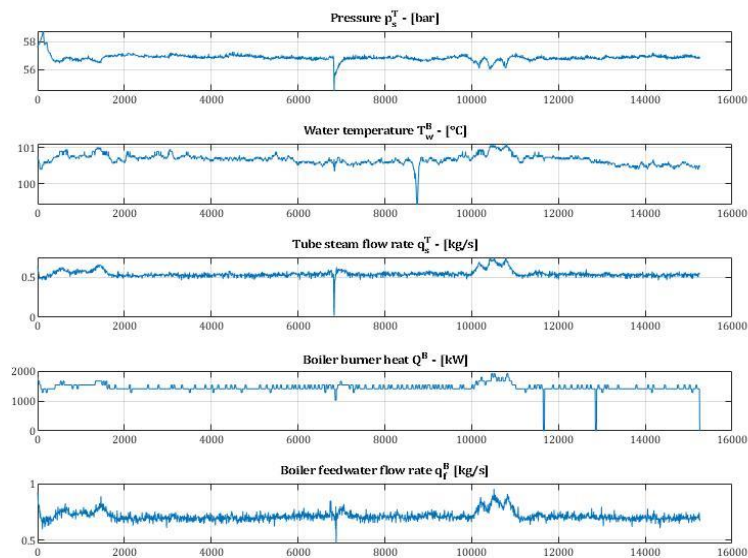 Pressure p_s^T - [bar]
58
56
0 2000 4000 6000 8000 10000 12000 14000 16000
Water temperature T_w^B - [ºC]
101
100
0 2000 4000 6000 8000 10000 12000 14000 16000
Tube steam flow rate q_s^T - [kg/s]
0.5
0
0 2000 4000 6000 8000 10000 12000 14000 16000
Boiler burner heat Q^B - [kW]
2000
1000
0
0 2000 4000 6000 8000 10000 12000 14000 16000
Boiler feedwater flow rate q_f^B [kg/s]
1
0.5
0 2000 4000 6000 8000 10000 12000 14000 16000